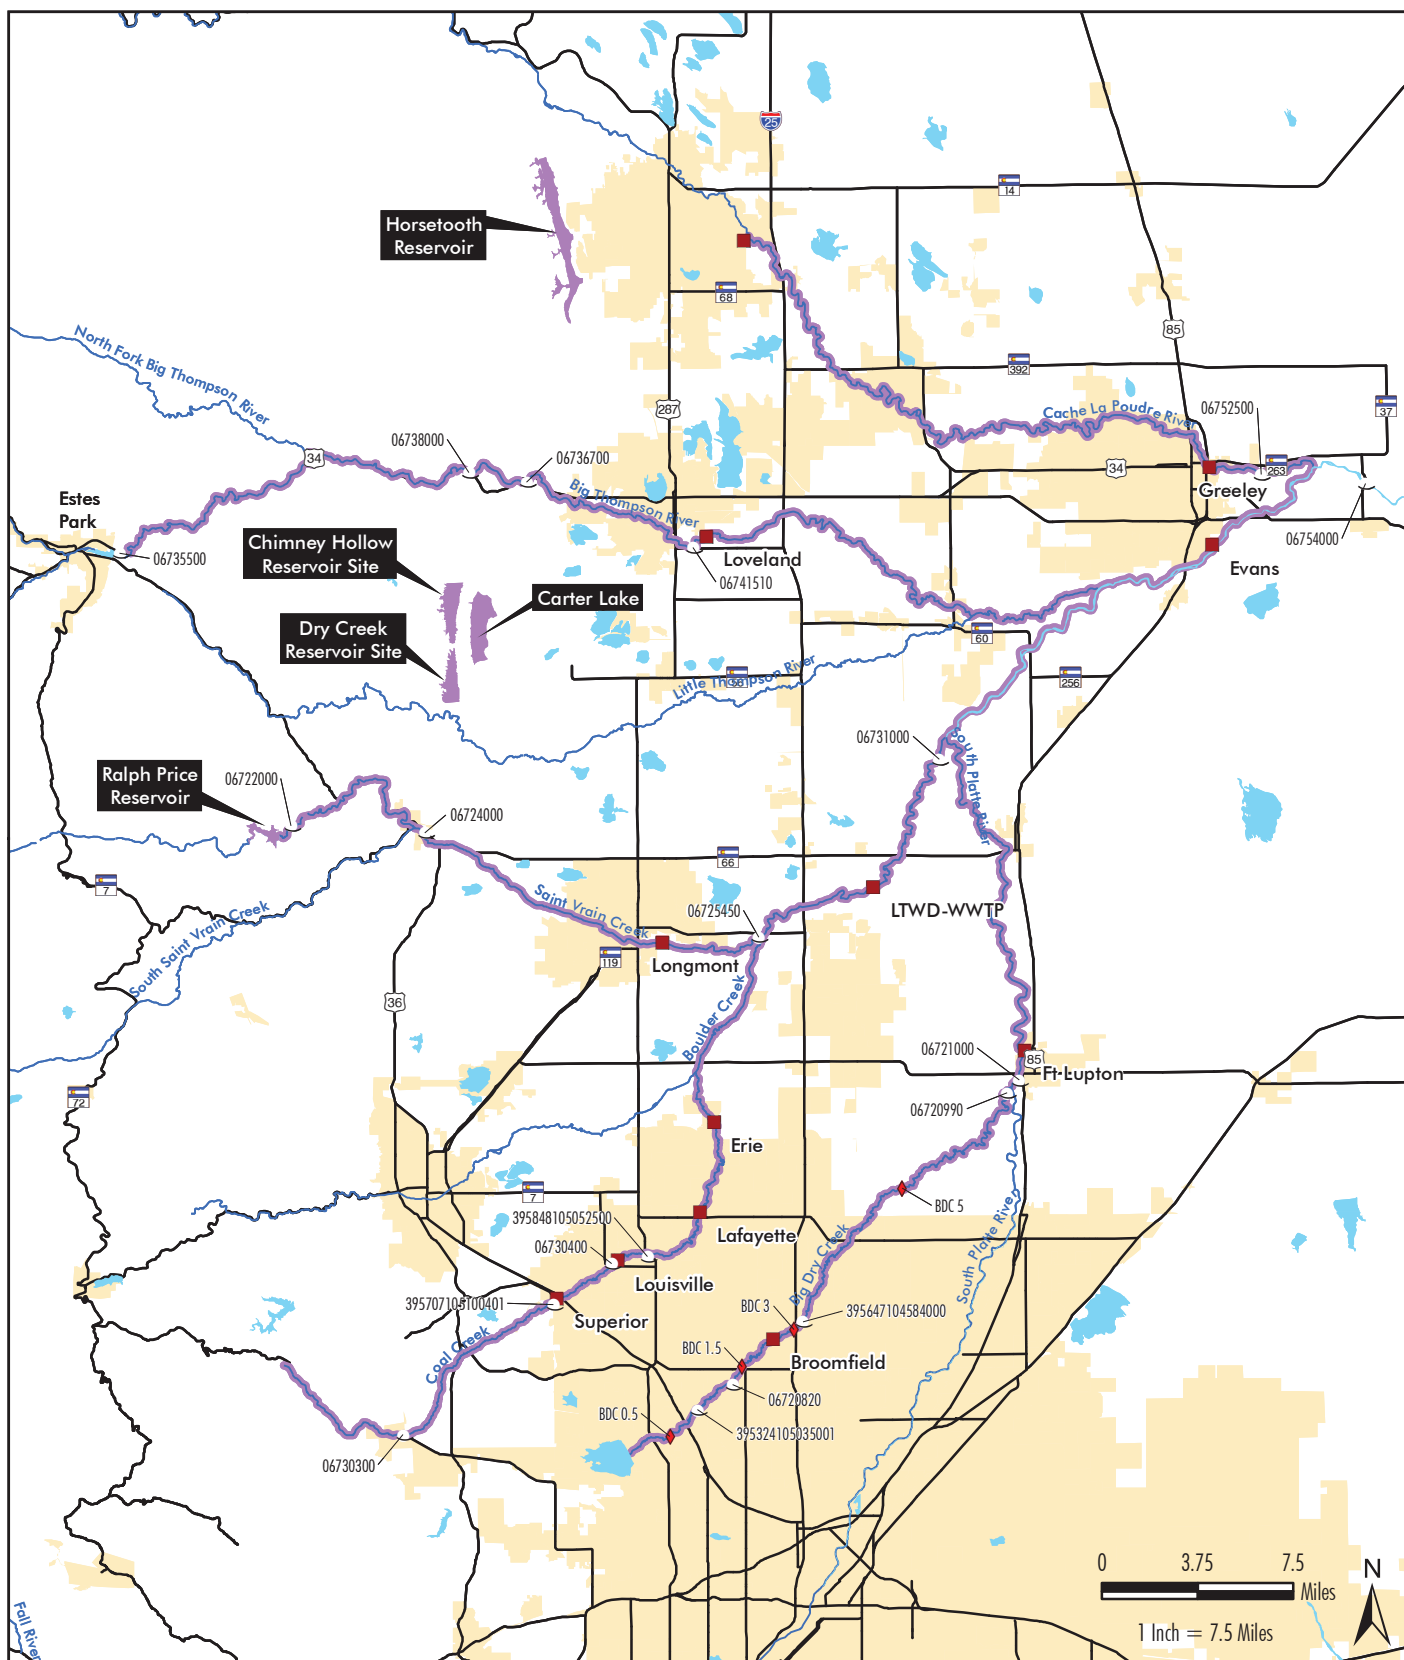 25
14
Horsetooth
Reservoir
68
North Fork Big Thompson River
85
392
287
37
06752500
Cache La Poudre River
06738000
06736700
34
34
263
Greeley
Big Thompson River
Estes
Park
06735500
Chimney Hollow
Reservoir Site
Loveland
06741510
06754000
Evans
Carter Lake
Dry Creek
Reservoir Site
60
Little Thompson River
256
06731000
South Platte River
Ralph Price
Reservoir
06722000
06724000
66
7
Saint Vrain Creek
06725450
LTWD-WWTP
South Saint Vrain Creek
119
Longmont
36
Boulder Creek
06721000
85
Ft Lupton
72
06720990
Erie
7
BDC 5
395848105052500
Lafayette
06730400
Big Dry Creek
South Platte River
Louisville
395707105100401
Superior
BDC 3
395647104584000
Coal Creek
BDC 1.5
Broomfield
06720820
BDC 0.5
395324105035001
06730300
0 3.75 7.5
Miles
N
1 Inch = 7.5 Miles
Fall River